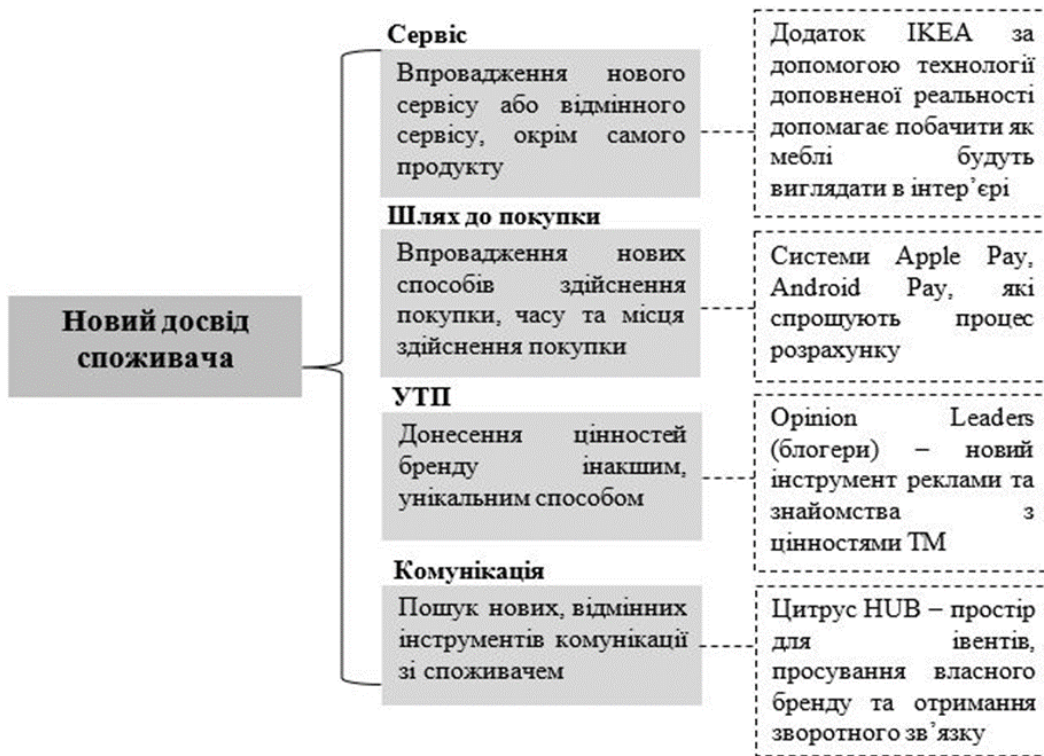 Новий досвід
споживача
Сервіс
Впровадження нового
сервісу або відмінного
сервісу, окрім самого
продукту
Додаток IKEA за
допомогою технології
доповненої реальності
допомагає побачити як
меблі будуть
виглядати в інтер’єрі
Шлях до покупки
Впровадження нових
способів здійснення
покупки, часу та місця
здійснення покупки
Системи Apple Pay,
Android Pay, які
спрощують процес
розрахунку
УТП
Донесення цінностей
бренду інакшим,
унікальним способом
Opinion Leaders
(блогери) – новий
інструмент реклами та
знайомства з
цінностями ТМ
Комунікація
Пошук нових, відмінних
інструментів комунікації
зі споживачем
Цитрус HUB – простір
для івентів,
просування власного
бренду та отримання
зворотного зв’язку